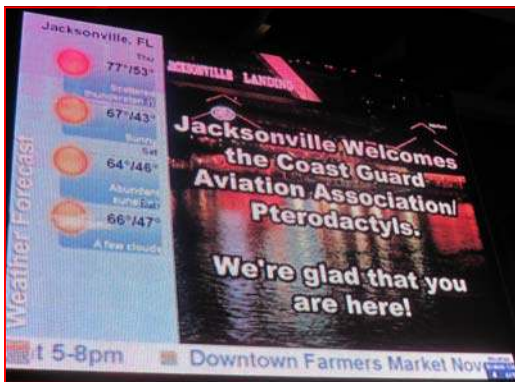 Jacksonville, FL
Thu
77°/53°
Scattered
thunderstorm
67°/43°
Sunny
Sat
64°/46°
Abundant
66°/47°
A few clouds
Weather Forecast
JACKSONVILLE LANDING
Jacksonville Welcomes
the Coast Guard
Aviation Association/
Pterodactyls.
We're glad that you
are here!
t 5-8pm Downtown Farmers Market Nov